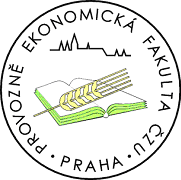 PROVOZNĚ EKONOMICKÁ FAKULTA ČZU
• PRAHA •